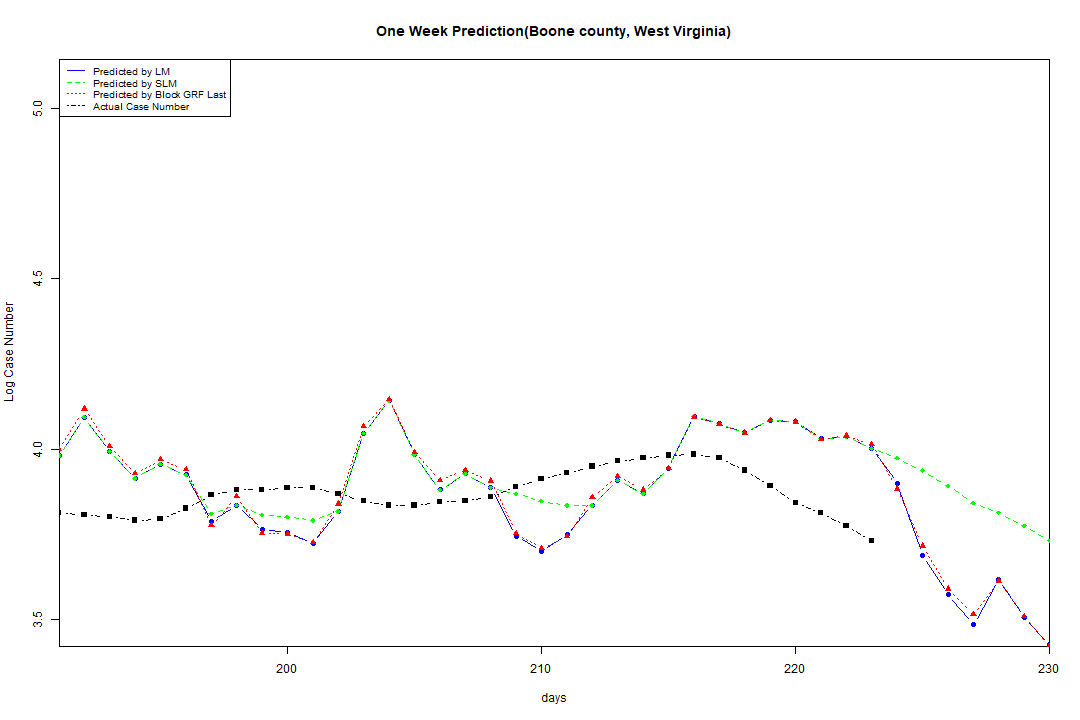 One Week Prediction(Boone county, West Virginia)
Predicted by LM
Predicted by SLM
Predicted by Block GRF Last
Actual Case Number
5.0
4.5
4.0
3.5
Log Case Number
200 210 220 230
days